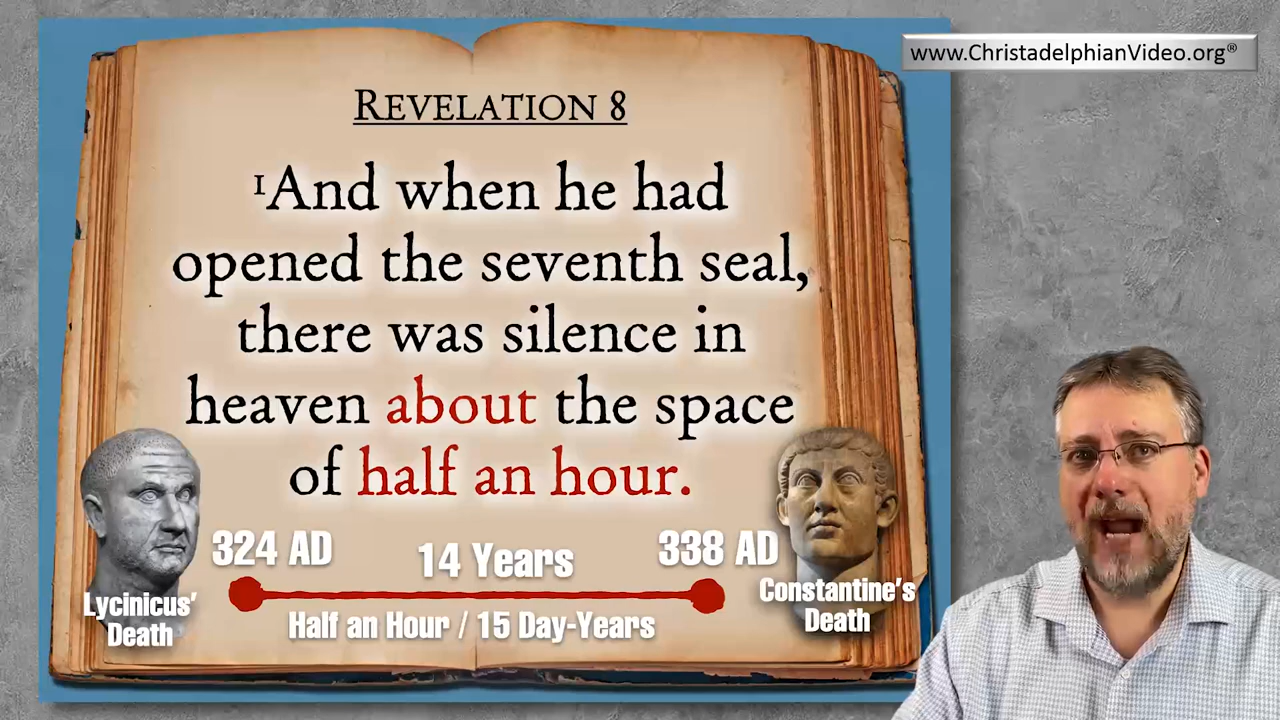 www.ChristadelphianVideo.org®
REVELATION 8
1And when he had
opened the seventh seal,
there was silence in
heaven about the space
of half an hour.
324 AD
14 Years
338 AD
Lycinicus'
Death
Half an Hour / 15 Day-Years
Constantine's
Death